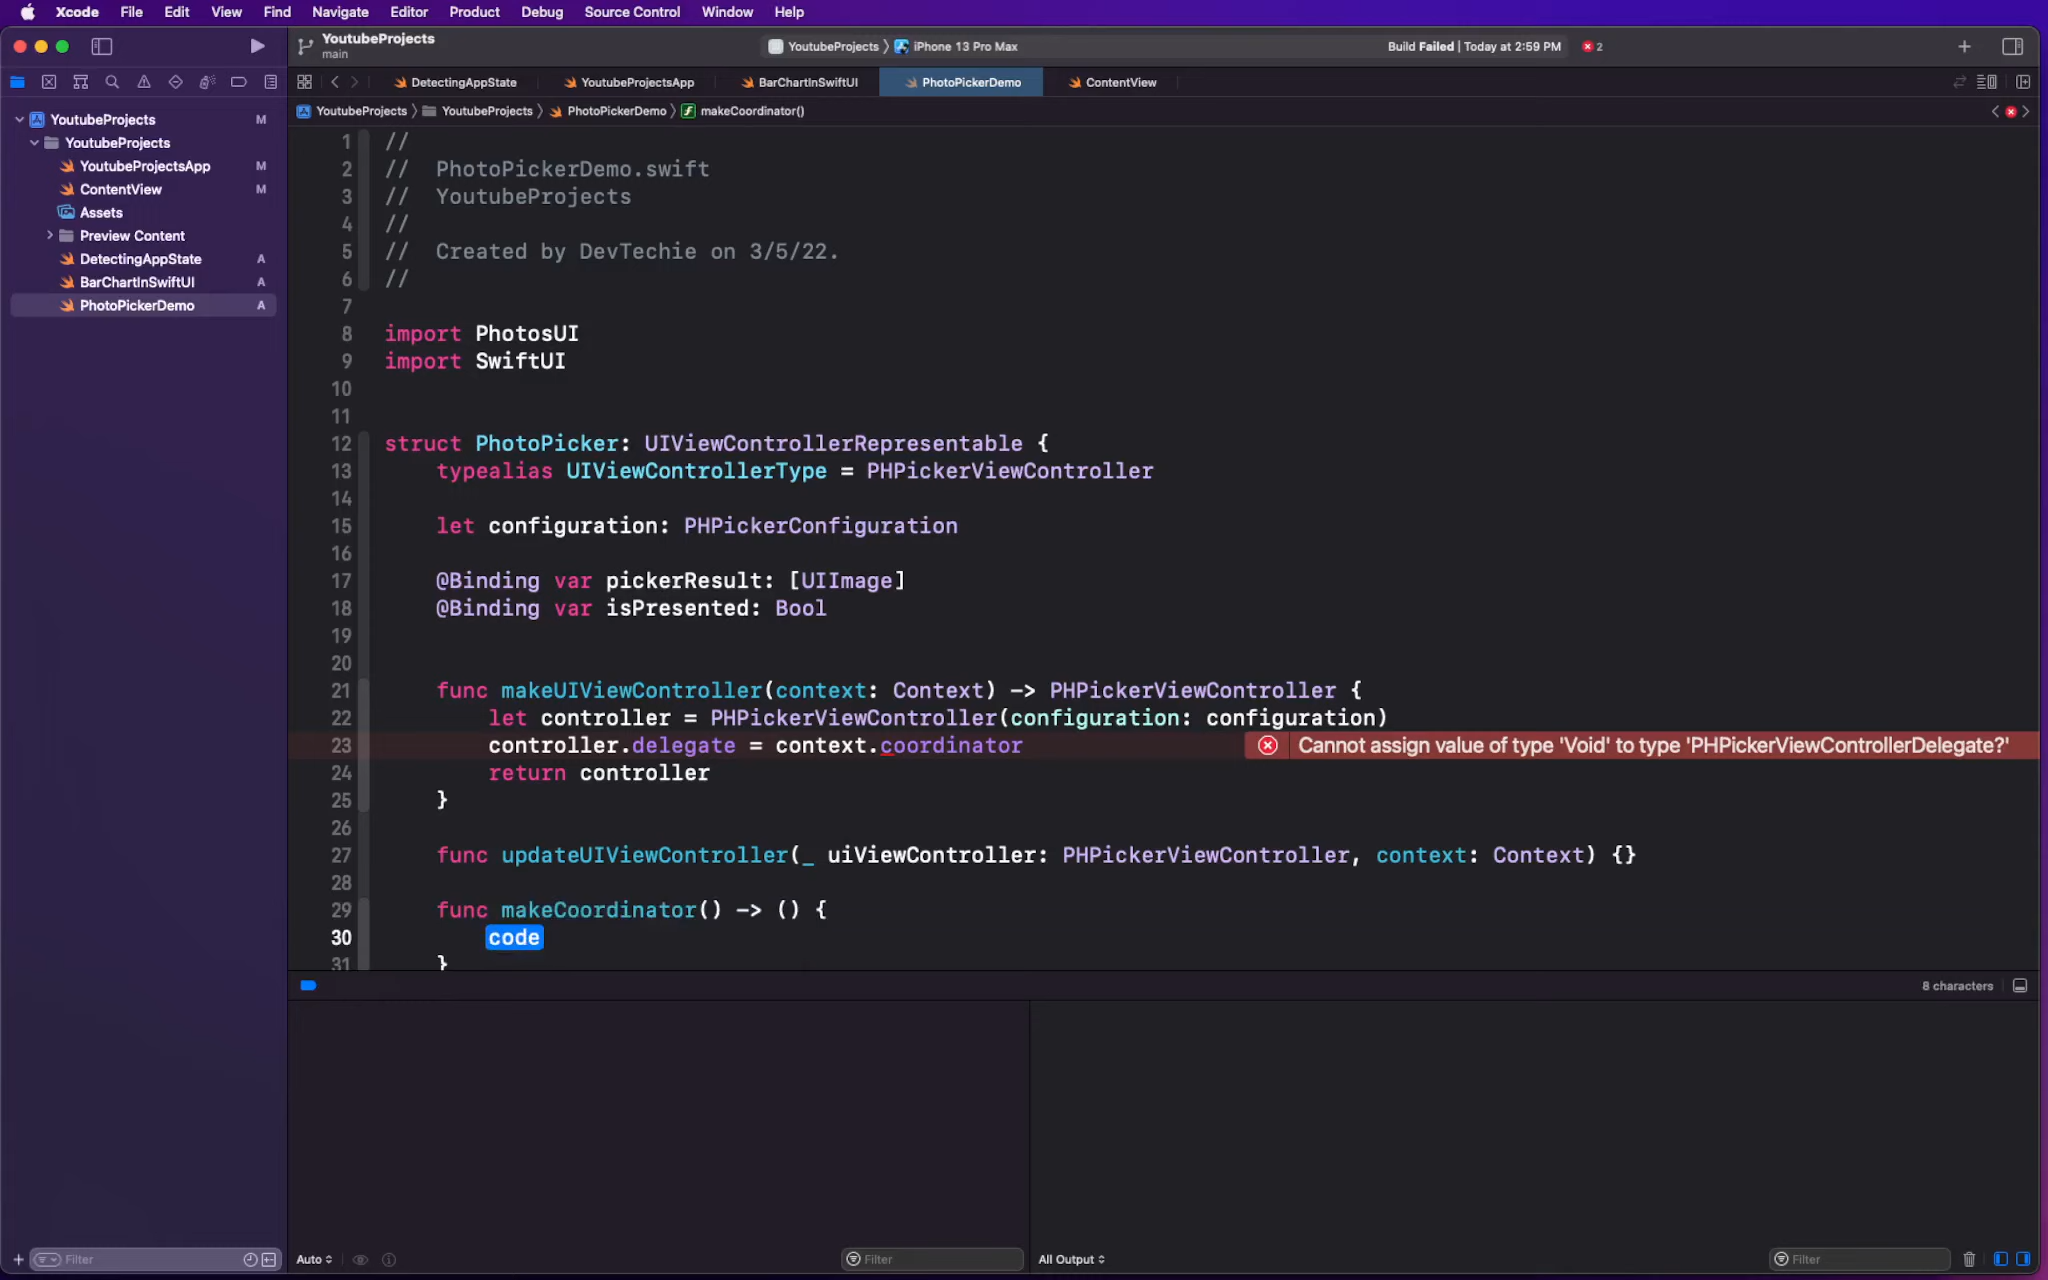 Xcode File Edit View Find Navigate Editor Product Debug Source Control Window Help
YoutubeProjects
main
YoutubeProjects iPhone 13 Pro Max
Build Failed | Today at 2:59 PM 2
DetectingAppState YoutubeProjectsApp BarChartInSwiftUI PhotoPickerDemo ContentView
YoutubeProjects YoutubeProjects PhotoPickerDemo makeCoordinator()
YoutubeProjects M
YoutubeProjects
YoutubeProjectsApp M
ContentView M
Assets
Preview Content
DetectingAppState A
BarChartInSwiftUI A
PhotoPickerDemo A
1 //
2 // PhotoPickerDemo.swift
3 // YoutubeProjects
4 //
5 // Created by DevTechie on 3/5/22.
6 //
7
8 import PhotosUI
9 import SwiftUI
10
11
12 struct PhotoPicker: UIViewControllerRepresentable {
13 typealias UIViewControllerType = PHPickerViewController
14
15 let configuration: PHPickerConfiguration
16
17 @Binding var pickerResult: [UIImage]
18 @Binding var isPresented: Bool
19
20
21 func makeUIViewController(context: Context) -> PHPickerViewController {
22 let controller = PHPickerViewController(configuration: configuration)
23 controller.delegate = context.coordinator Cannot assign value of type 'Void' to type 'PHPickerViewControllerDelegate?'
24 return controller
25 }
26
27 func updateUIViewController(_ uiViewController: PHPickerViewController, context: Context) {}
28
29 func makeCoordinator() -> () {
30 code
31 }
8 characters
Filter
Auto
Filter
All Output
Filter